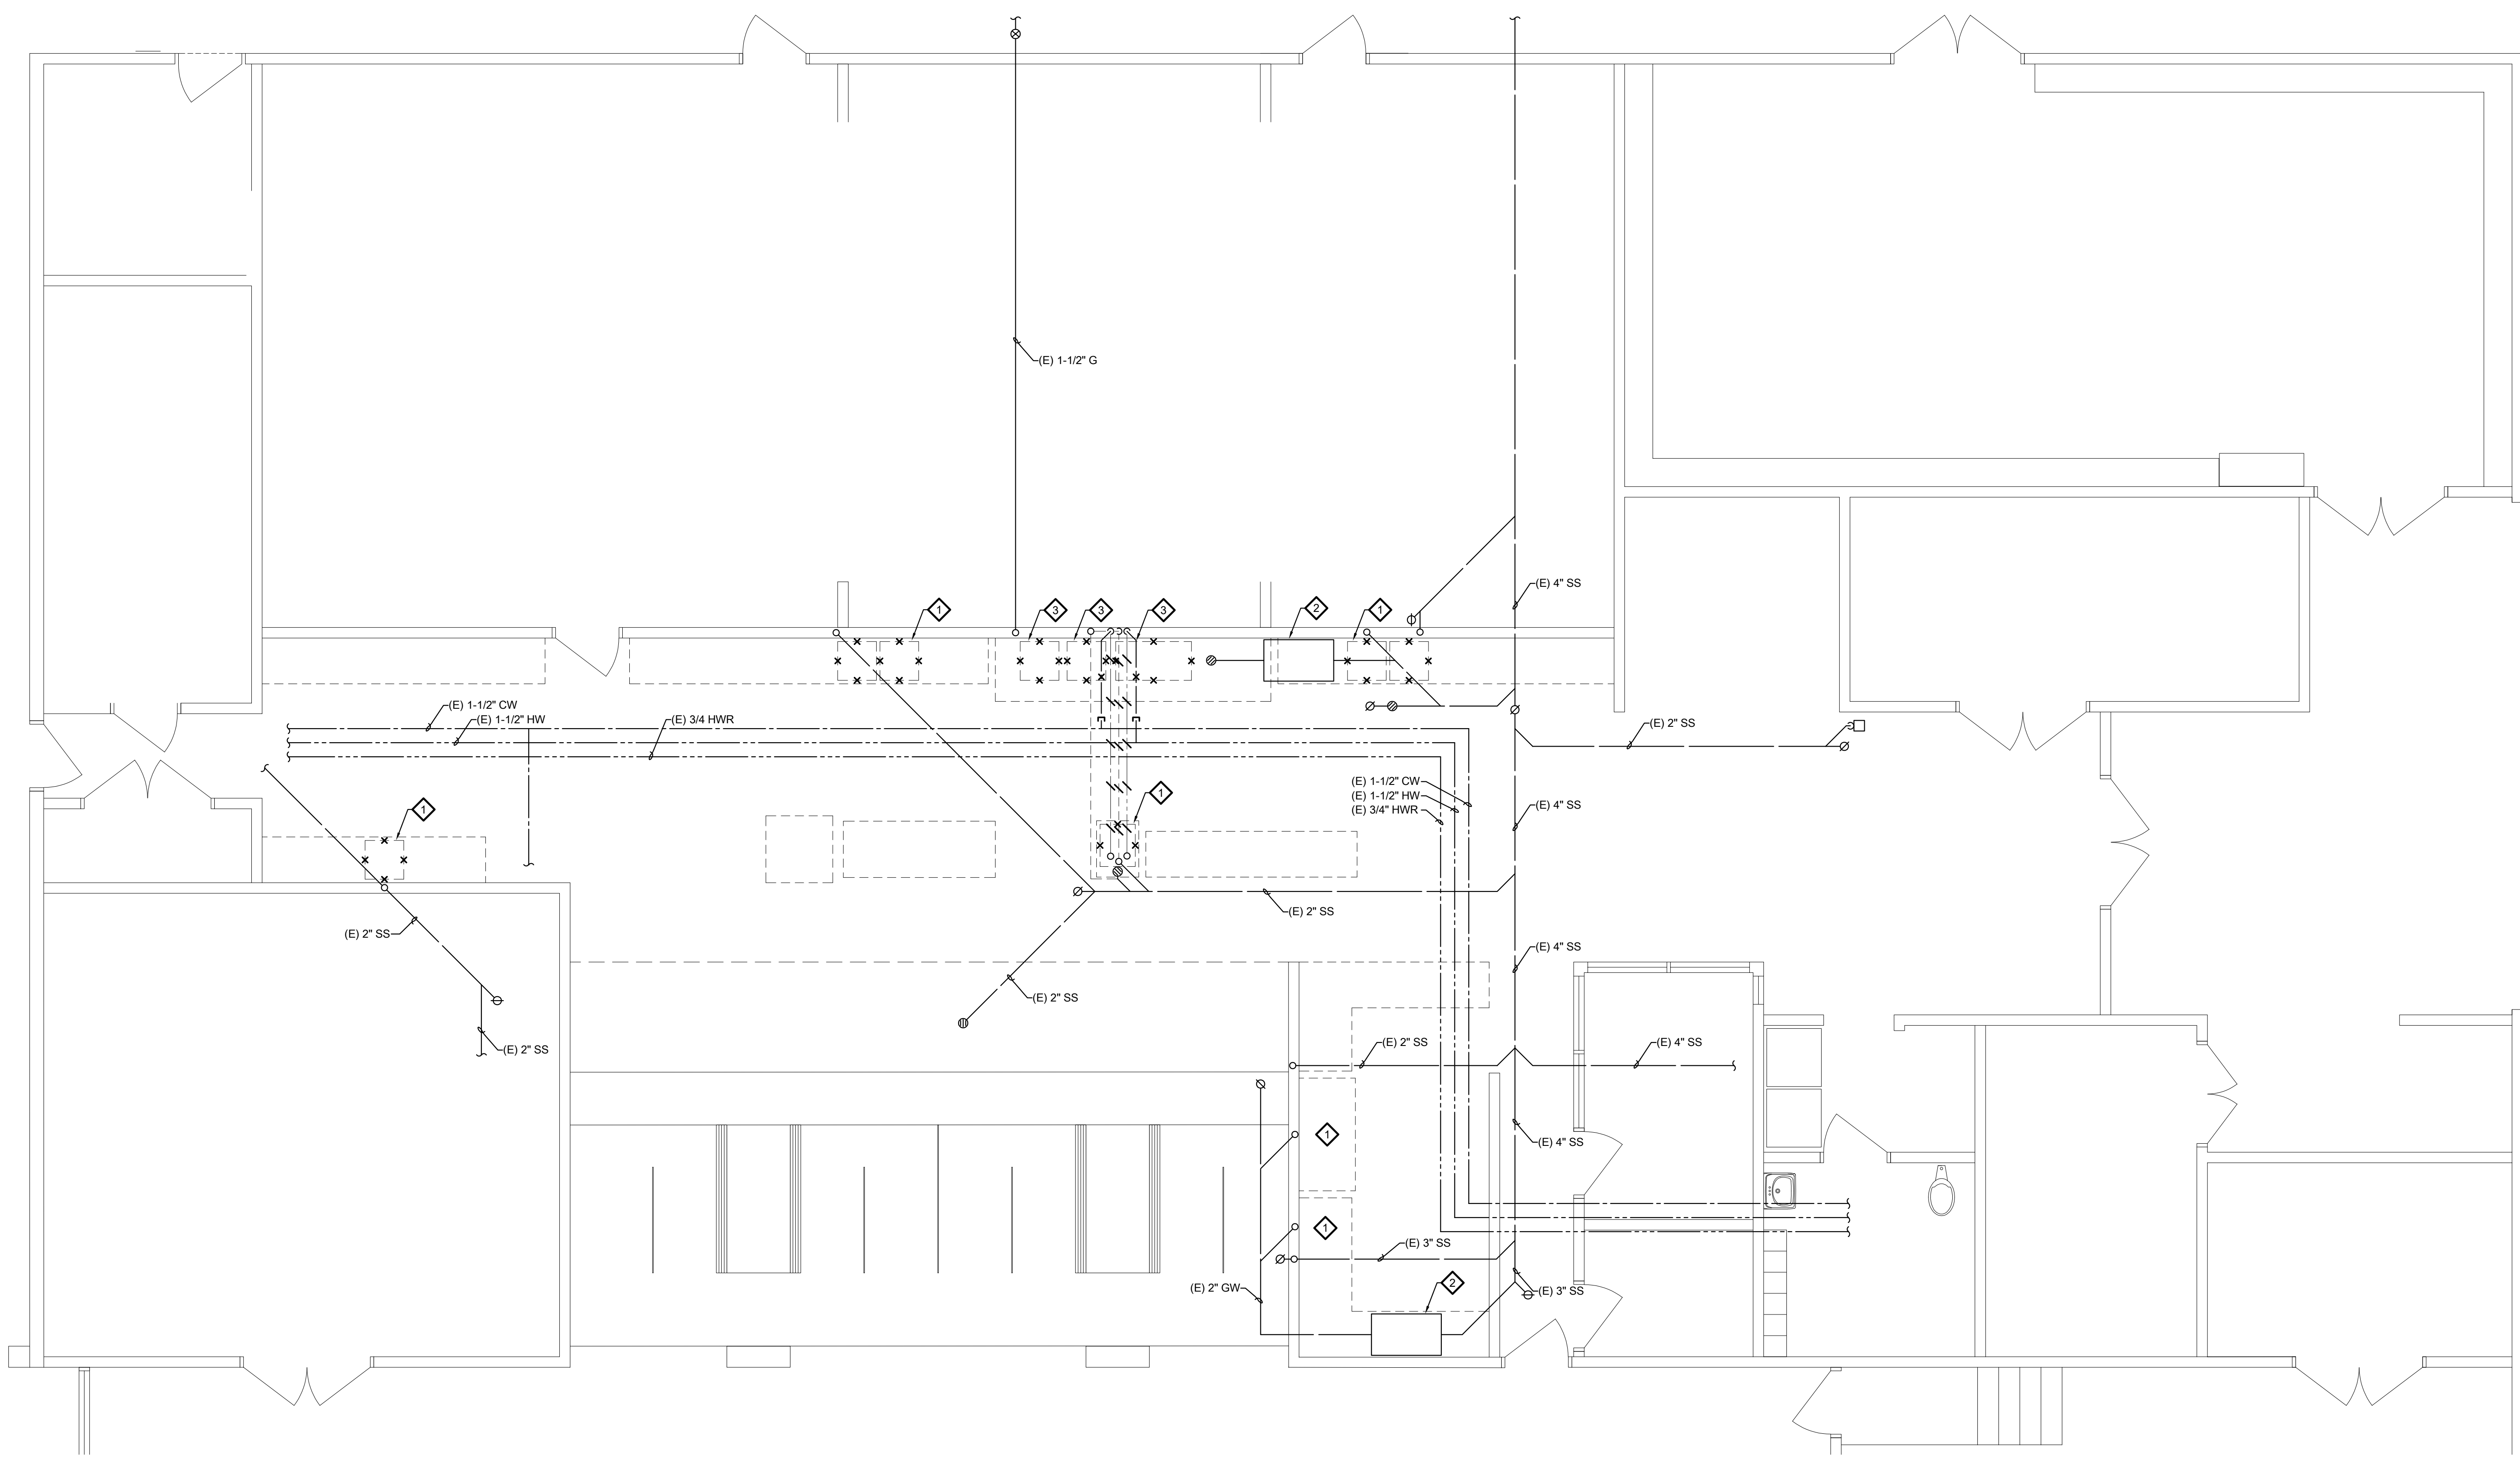 (E) 1-1/2" G
(E) 4" SS
1
3
3
3
2
1
(E) 1-1/2" CW
(E) 1-1/2" HW
(E) 3/4 HWR
(E) 2" SS
(E) 1-1/2" CW
(E) 1-1/2" HW
(E) 3/4" HWR
(E) 4" SS
1
1
(E) 2" SS
(E) 2" SS
(E) 4" SS
(E) 2" SS
(E) 2" SS
(E) 2" SS
(E) 4" SS
1
(E) 4" SS
1
(E) 3" SS
(E) 2" GW
2
(E) 3" SS